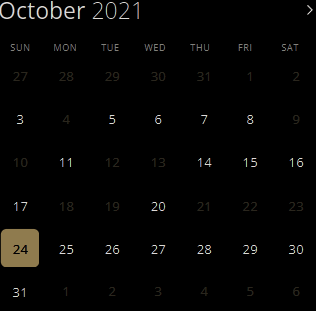 October 2021
SUN MON TUE WED THU FRI SAT
27 28 29 30 31 1 2
3 4 5 6 7 8 9
10 11 12 13 14 15 16
17 18 19 20 21 22 23
24 25 26 27 28 29 30
31 1 2 3 4 5 6